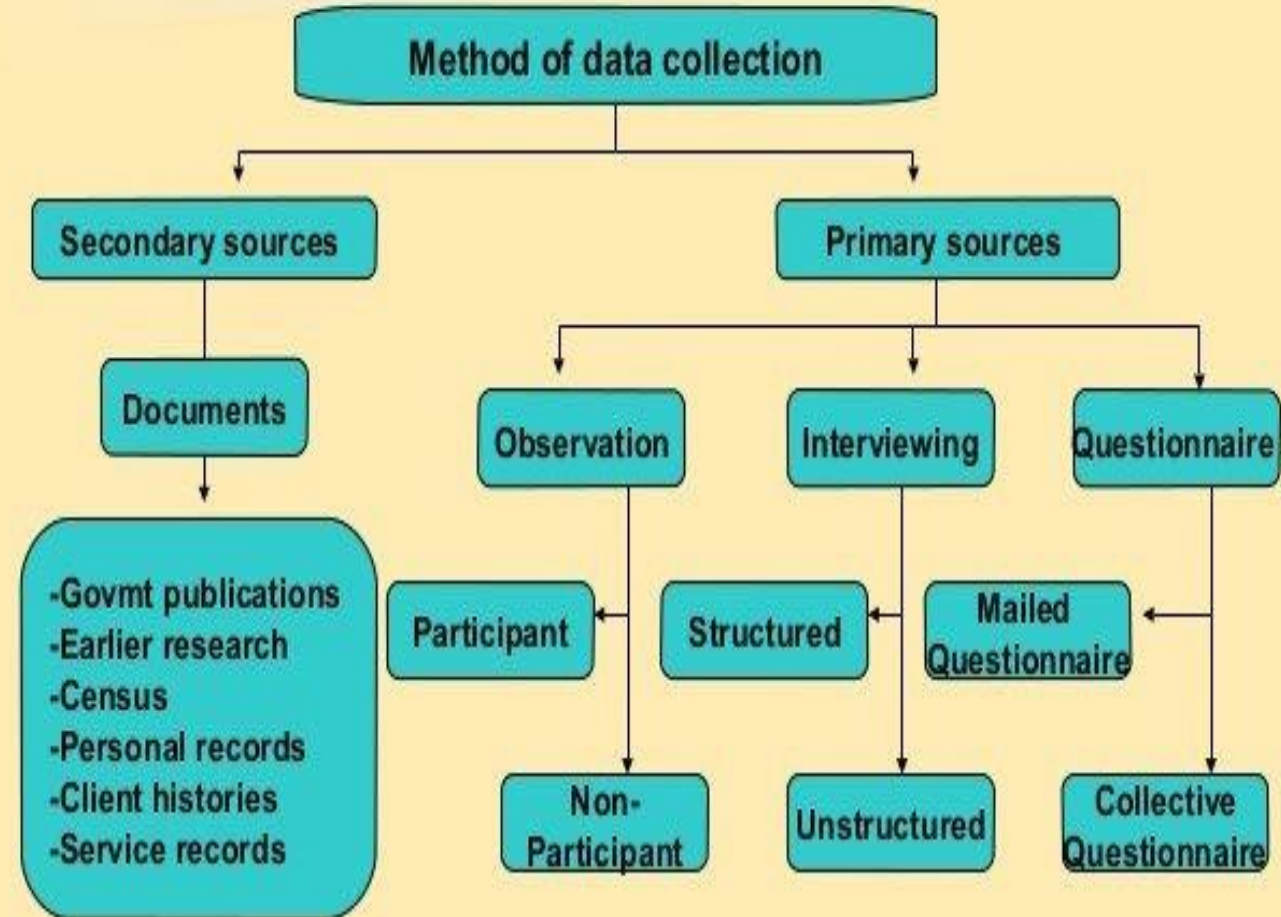 Method of data collection
Secondary sources
Primary sources
Documents
Observation
Interviewing
Questionnaire
-Govmt publications
-Earlier research
-Census
-Personal records
-Client histories
-Service records
Participant
Structured
Mailed
Questionnaire
Non-
Participant
Unstructured
Collective
Questionnaire